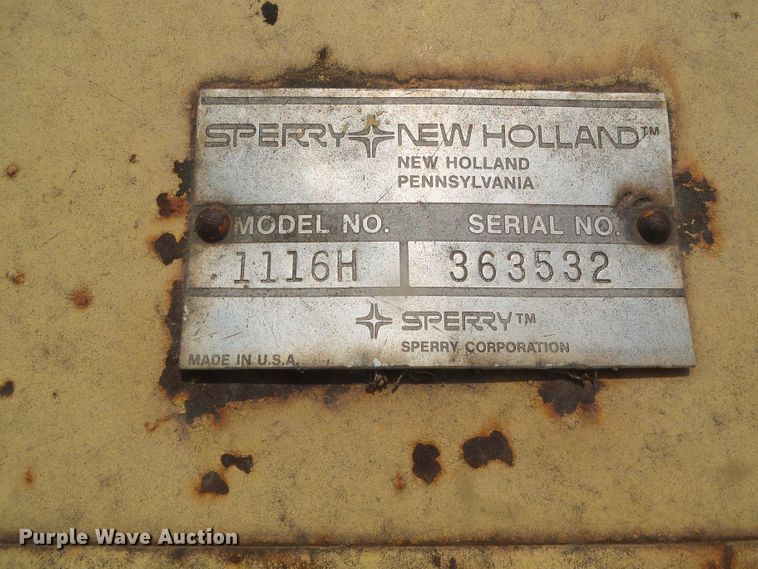 SPERRY NEW HOLLAND™
NEW HOLLAND
PENNSYLVANIA
MODEL NO. SERIAL NO.
1116H 363532
SPERRY™
SPERRY CORPORATION
MADE IN U.S.A.
Purple Wave Auction